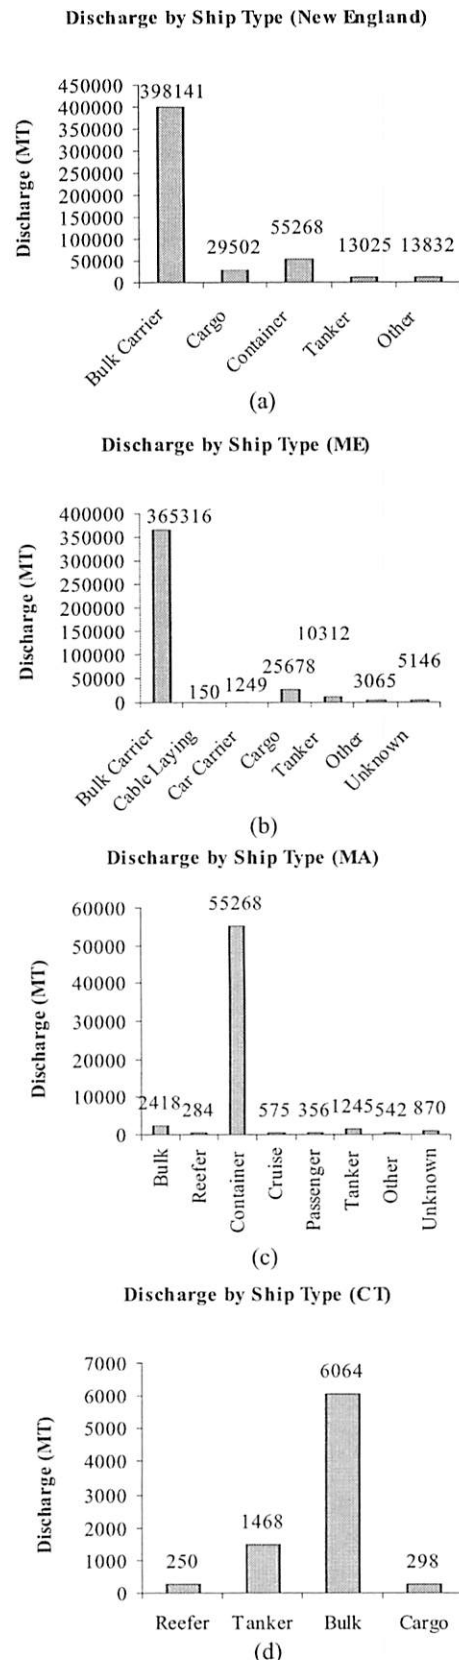 Discharge by Ship Type (New England)
Discharge (MT)
450000
400000
350000
300000
250000
200000
150000
100000
50000
0
398141
29502
55268
13025
13832
Bulk Carrier
Cargo
Container
Tanker
Other
(a)
Discharge by Ship Type (ME)
Discharge (MT)
400000
350000
300000
250000
200000
150000
100000
50000
0
365316
150
1249
25678
10312
3065
5146
Bulk Carrier
Cable Laying
Car Carrier
Cargo
Tanker
Other
Unknown
(b)
Discharge by Ship Type (MA)
Discharge (MT)
60000
50000
40000
30000
20000
10000
0
2418
284
55268
575
356
1245
542
870
Bulk
Reefer
Container
Cruise
Passenger
Tanker
Other
Unknown
(c)
Discharge by Ship Type (CT)
Discharge (MT)
7000
6000
5000
4000
3000
2000
1000
0
250
1468
6064
298
Reefer
Tanker
Bulk
Cargo
(d)